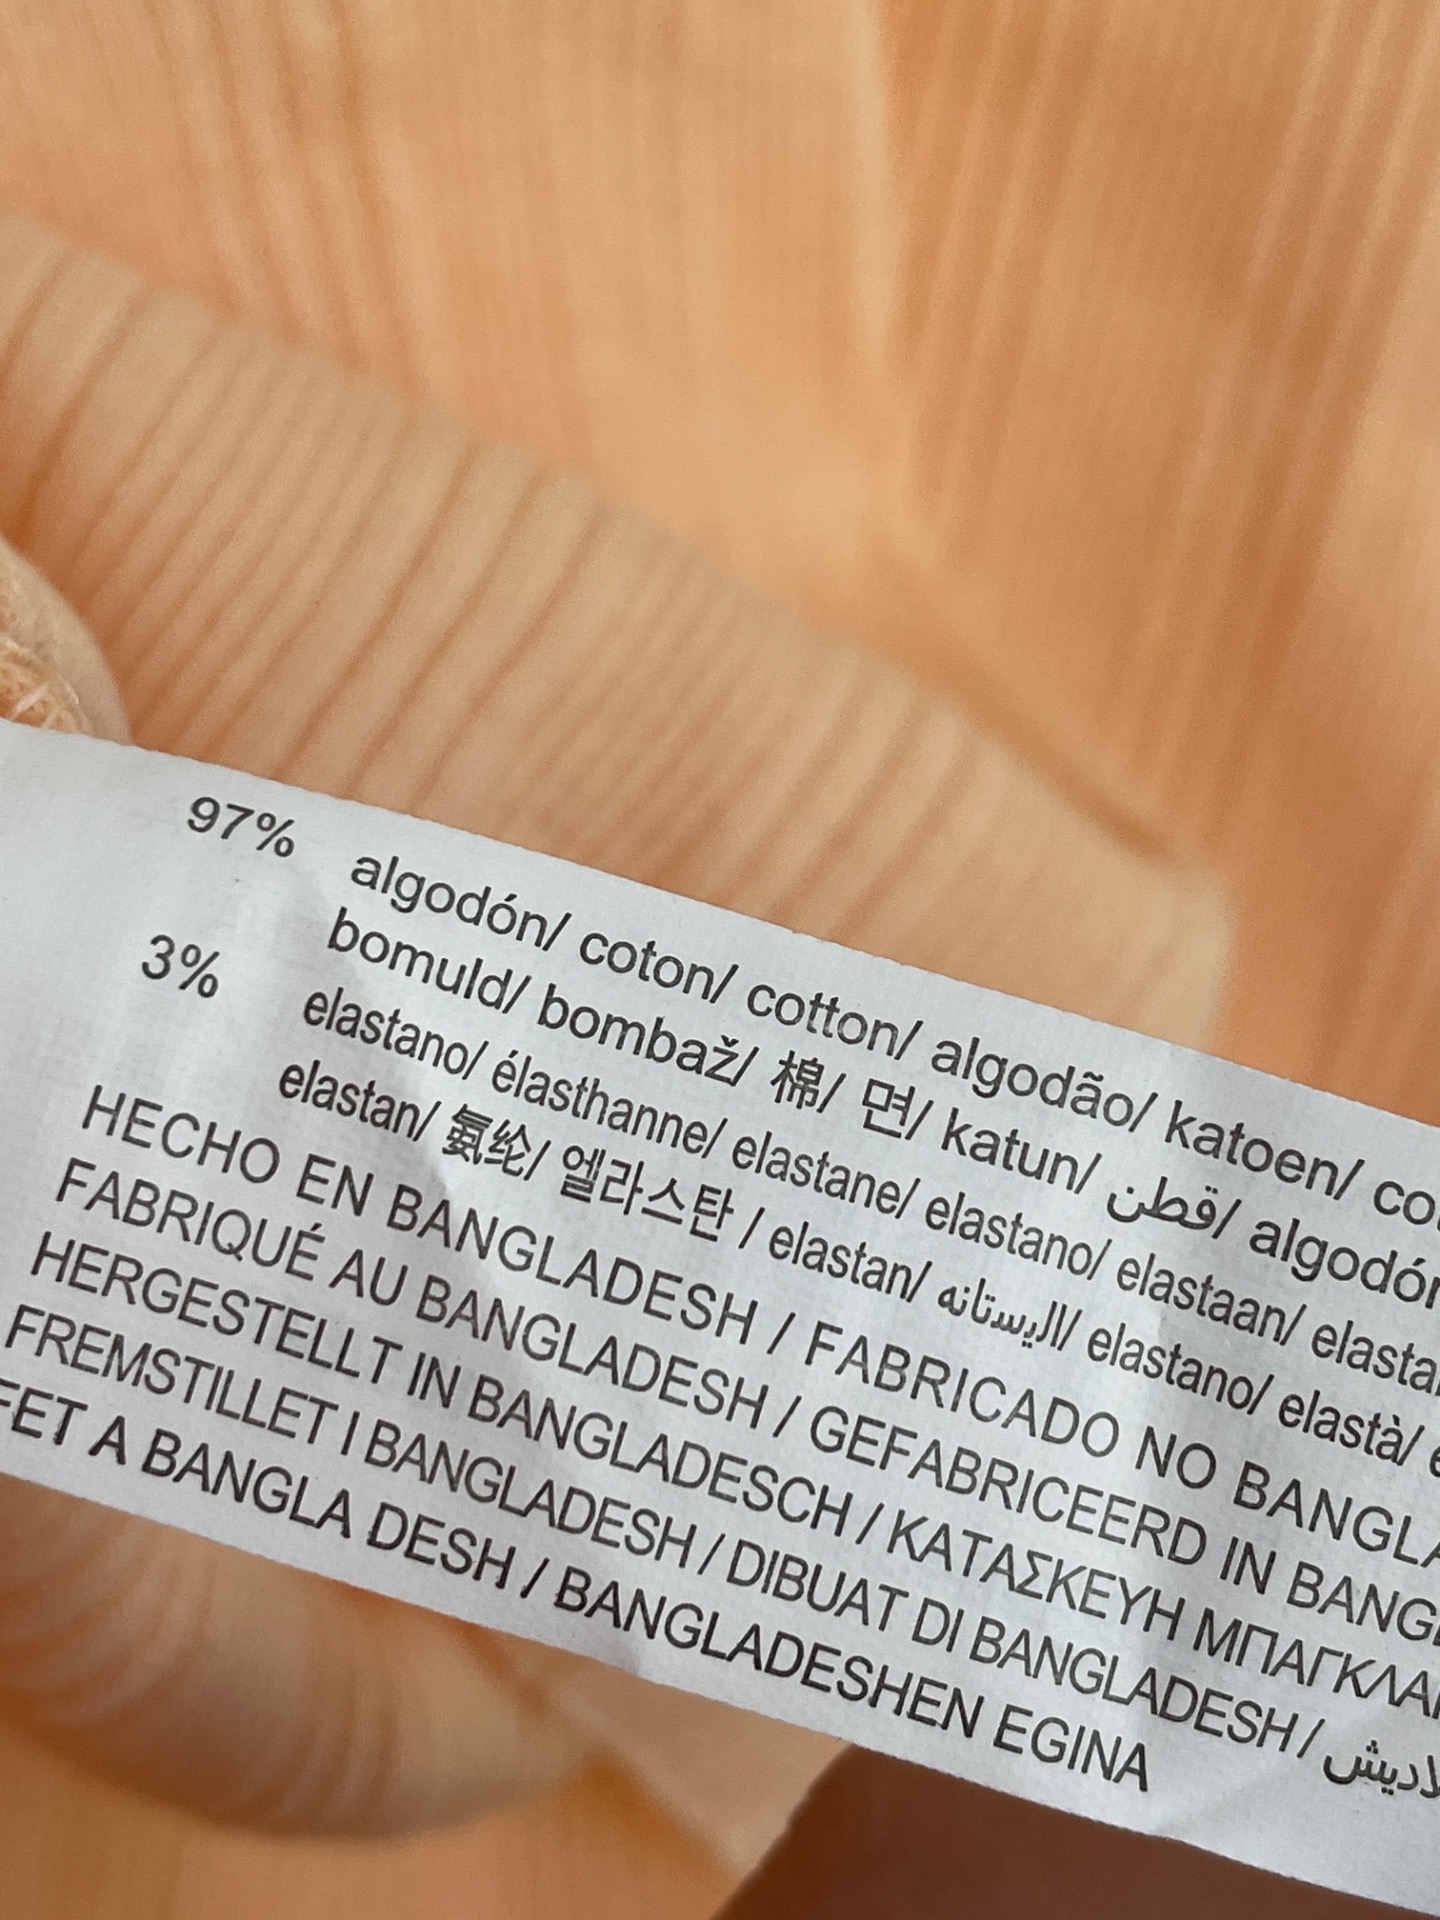 97% algodón/ coton/ cotton/ algodão/ katoen/
bomuld/ bombaž/ 棉/ 면/ katun/ قطن/ algodón
3% elastano/ élasthanne/ elastane/ elastano/ elastaan/
elastan/ 氨纶/ 엘라스탄 / elastan/ اليستانه/ elastano/ elastà/
HECHO EN BANGLADESH / FABRICADO NO
FABRIQUÉ AU BANGLADESH / GEFABRICEERD IN
HERGESTELLT IN BANGLADESCH / ΚΑΤΑΣΚΕΥΗ
FREMSTILLET I BANGLADESH / DIBUAT DI BANGLADESH /
FET A BANGLA DESH / BANGLADESHEN EGINA